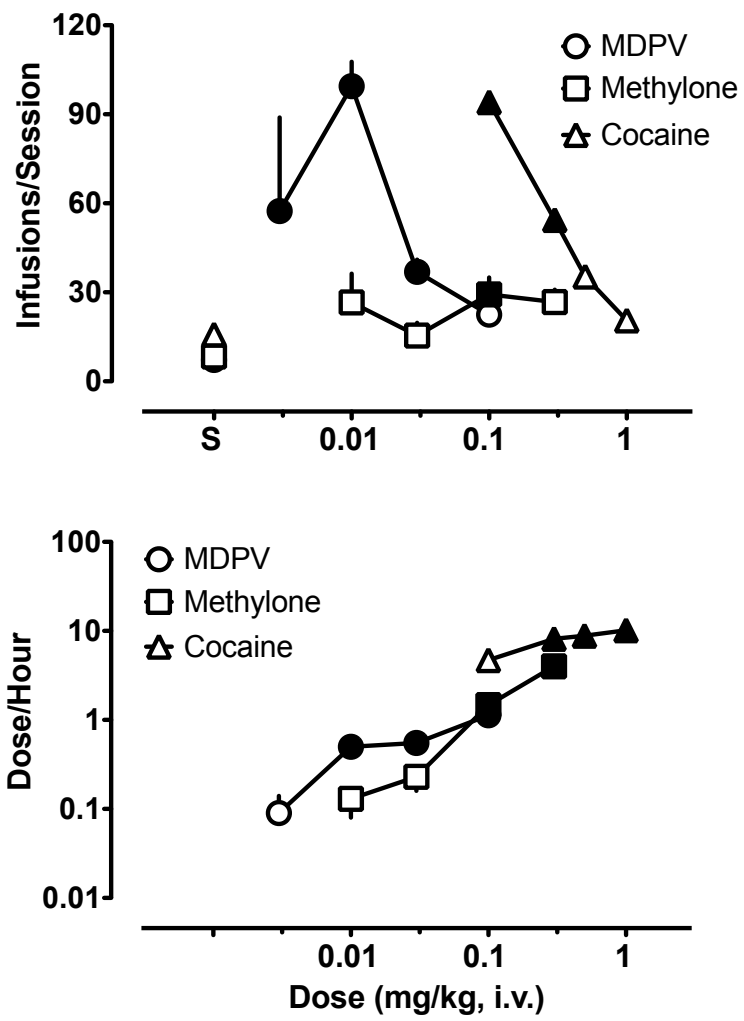 120
90
60
30
0
Infusions/Session
MDPV
Methylone
Cocaine
S 0.01 0.1 1
100
10
1
0.1
0.01
Dose/Hour
MDPV
Methylone
Cocaine
0.01 0.1 1
Dose (mg/kg, i.v.)